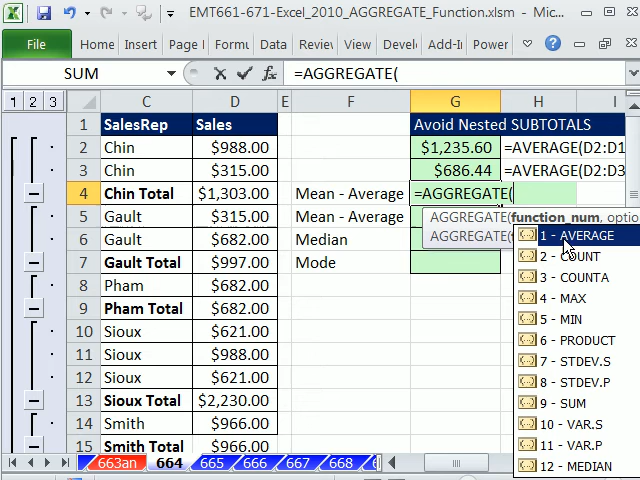 EMT661-671-Excel_2010_AGGREGATE_Function.xlsm - Mic...
File Home Insert Page l Formu Data Review Develo Add-I Power
SUM =AGGREGATE(
1 2 3 C D E F G H I
1 SalesRep Sales Avoid Nested SUBTOTALS
2 Chin $988.00 $1,235.60 =AVERAGE(D2:D1
3 Chin $315.00 $686.44 =AVERAGE(D2:D3
4 Chin Total $1,303.00 Mean - Average =AGGREGATE(
5 Gault $315.00 Mean - Average AGGREGATE(function_num, optio
6 Gault $682.00 Median AGGREGATE( 1 - AVERAGE
7 Gault Total $997.00 Mode 2 - COUNT
8 Pham $682.00 3 - COUNTA
9 Pham Total $682.00 4 - MAX
10 Sioux $621.00 5 - MIN
11 Sioux $988.00 6 - PRODUCT
12 Sioux $621.00 7 - STDEV.S
13 Sioux Total $2,230.00 8 - STDEV.P
14 Smith $966.00 9 - SUM
15 Smith Total $966.00 10 - VAR.S
11 - VAR.P
12 - MEDIAN
663an 664 665 666 667 668